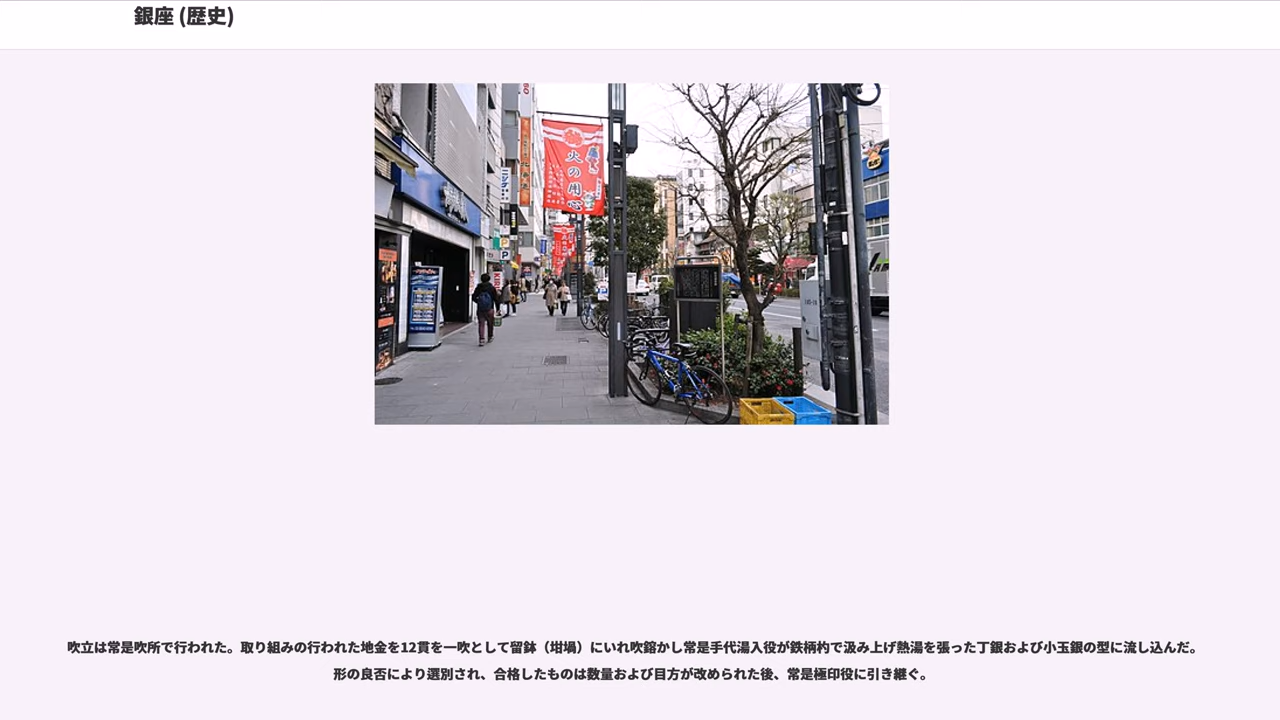 銀座 (歴史)
火の用心
吹立は常是吹所で行われた。取り組みの行われた地金を12貫を一吹として留鉢（坩堝）にいれ吹鎔かし常是手代湯入役が鉄柄杓で汲み上げ熱湯を張った丁銀および小玉銀の型に流し込んだ。
形の良否により選別され、合格したものは数量および目方が改められた後、常是極印役に引き継ぐ。